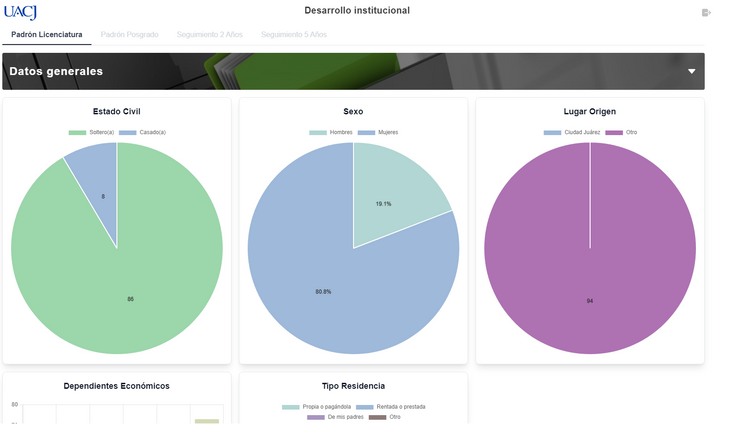 UACJ
Desarrollo institucional
Padrón Licenciatura Padrón Posgrado Seguimiento 2 Años Seguimiento 5 Años
Datos generales
Estado Civil
Soltero(a) Casado(a)
8
86
Sexo
Hombres Mujeres
19.1%
80.8%
Lugar Origen
Ciudad Juárez Otro
94
Dependientes Económicos
80
Tipo Residencia
Propia o pagándola Rentada o prestada
De mis padres Otro